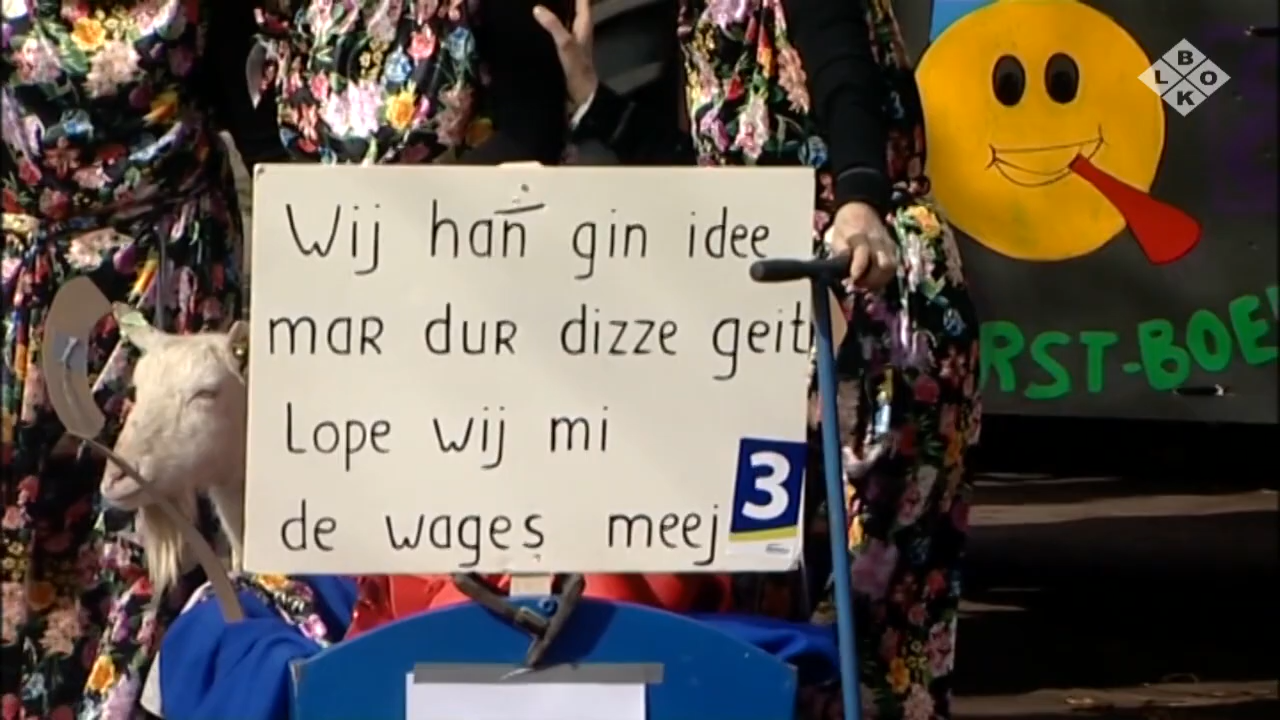 BLOK
Wij han gin idee
mar dur dizze geit
Lope wij mi
de wages meej
3
RST-BOE